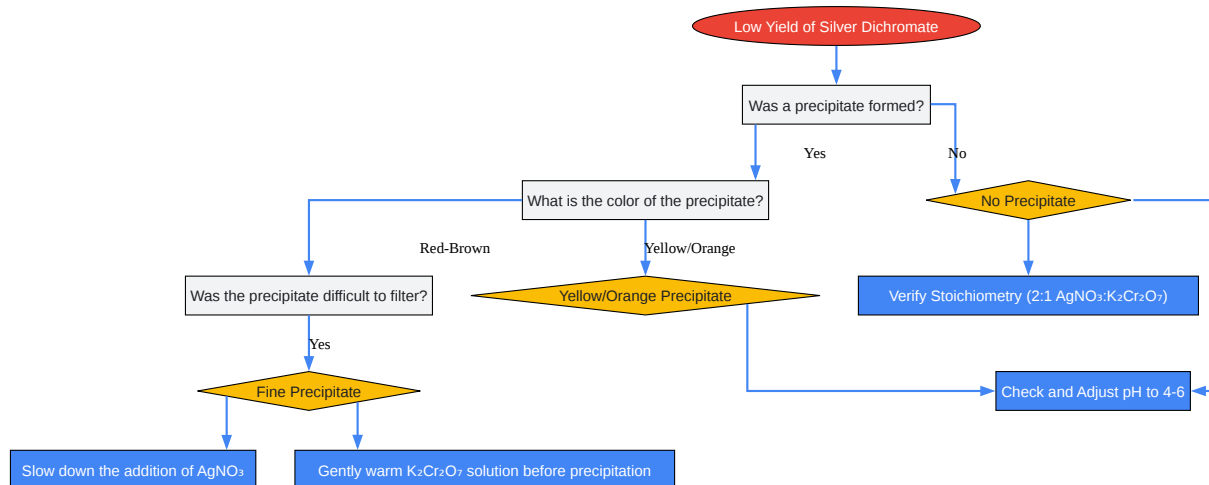 Low Yield of Silver Dichromate
Was a precipitate formed?
Yes
No
What is the color of the precipitate?
No Precipitate
Red-Brown
Yellow/Orange
Was the precipitate difficult to filter?
Yellow/Orange Precipitate
Verify Stoichiometry (2:1 AgNO₃:K₂Cr₂O₇)
Yes
Fine Precipitate
Check and Adjust pH to 4-6
Slow down the addition of AgNO₃
Gently warm K₂Cr₂O₇ solution before precipitation